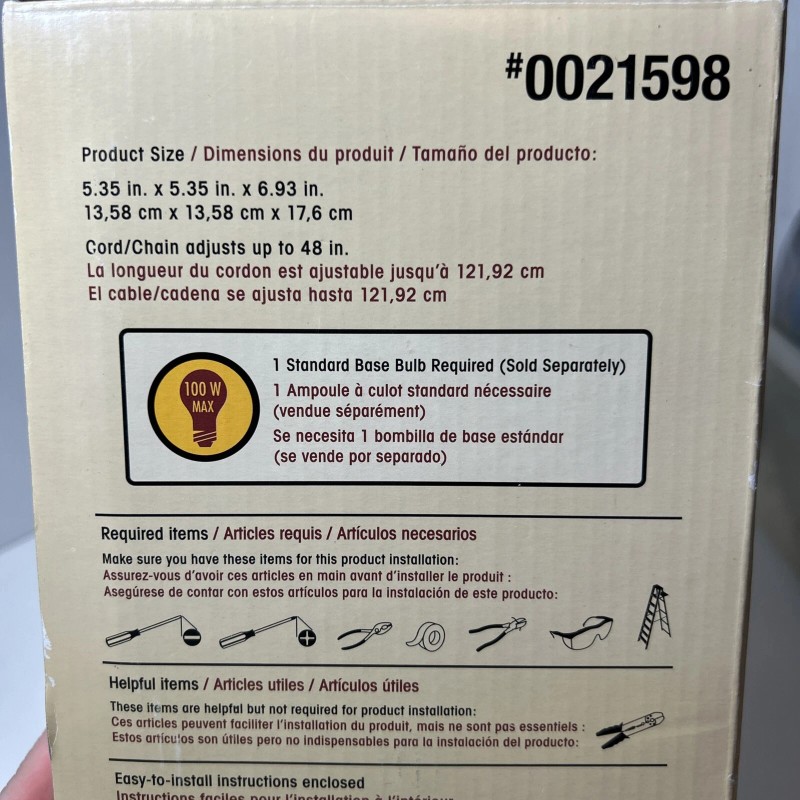 #0021598
Product Size / Dimensions du produit / Tamaño del producto:
5.35 in. x 5.35 in. x 6.93 in.
13,58 cm x 13,58 cm x 17,6 cm
Cord/Chain adjusts up to 48 in.
La longueur du cordon est ajustable jusqu'à 121,92 cm
El cable/cadena se ajusta hasta 121,92 cm
100 W
MAX
1 Standard Base Bulb Required (Sold Separately)
1 Ampoule à culot standard nécessaire
(vendue séparément)
Se necesita 1 bombilla de base estándar
(se vende por separado)
Required items / Articles requis / Artículos necesarios
Make sure you have these items for this product installation:
Assurez-vous d'avoir ces articles en main avant d'installer le produit :
Asegúrese de contar con estos artículos para la instalación de este producto:
Helpful items / Articles utiles / Artículos útiles
These items are helpful but not required for product installation:
Ces articles peuvent faciliter l'installation du produit, mais ne sont pas essentiels :
Estos artículos son útiles pero no indispensables para la instalación del producto:
Easy-to-install instructions enclosed
Instructions faciles pour l'installation à l'intérieur